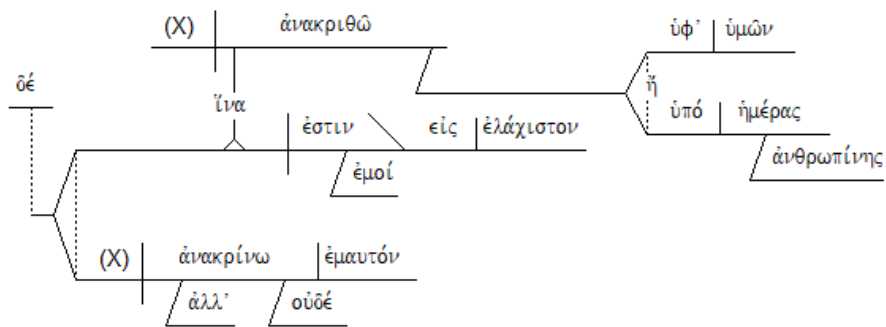 (X) ἀνακριθῶ ὑφ’ ὑμῶν
δέ ἤ
ἵνα ὑπό ἡμέρας
ἐστιν εἰς ἐλάχιστον ἀνθρωπίνης
ἐμοί
(X) ἀνακρίνω ἐμαυτόν
ἀλλ’ οὐδέ